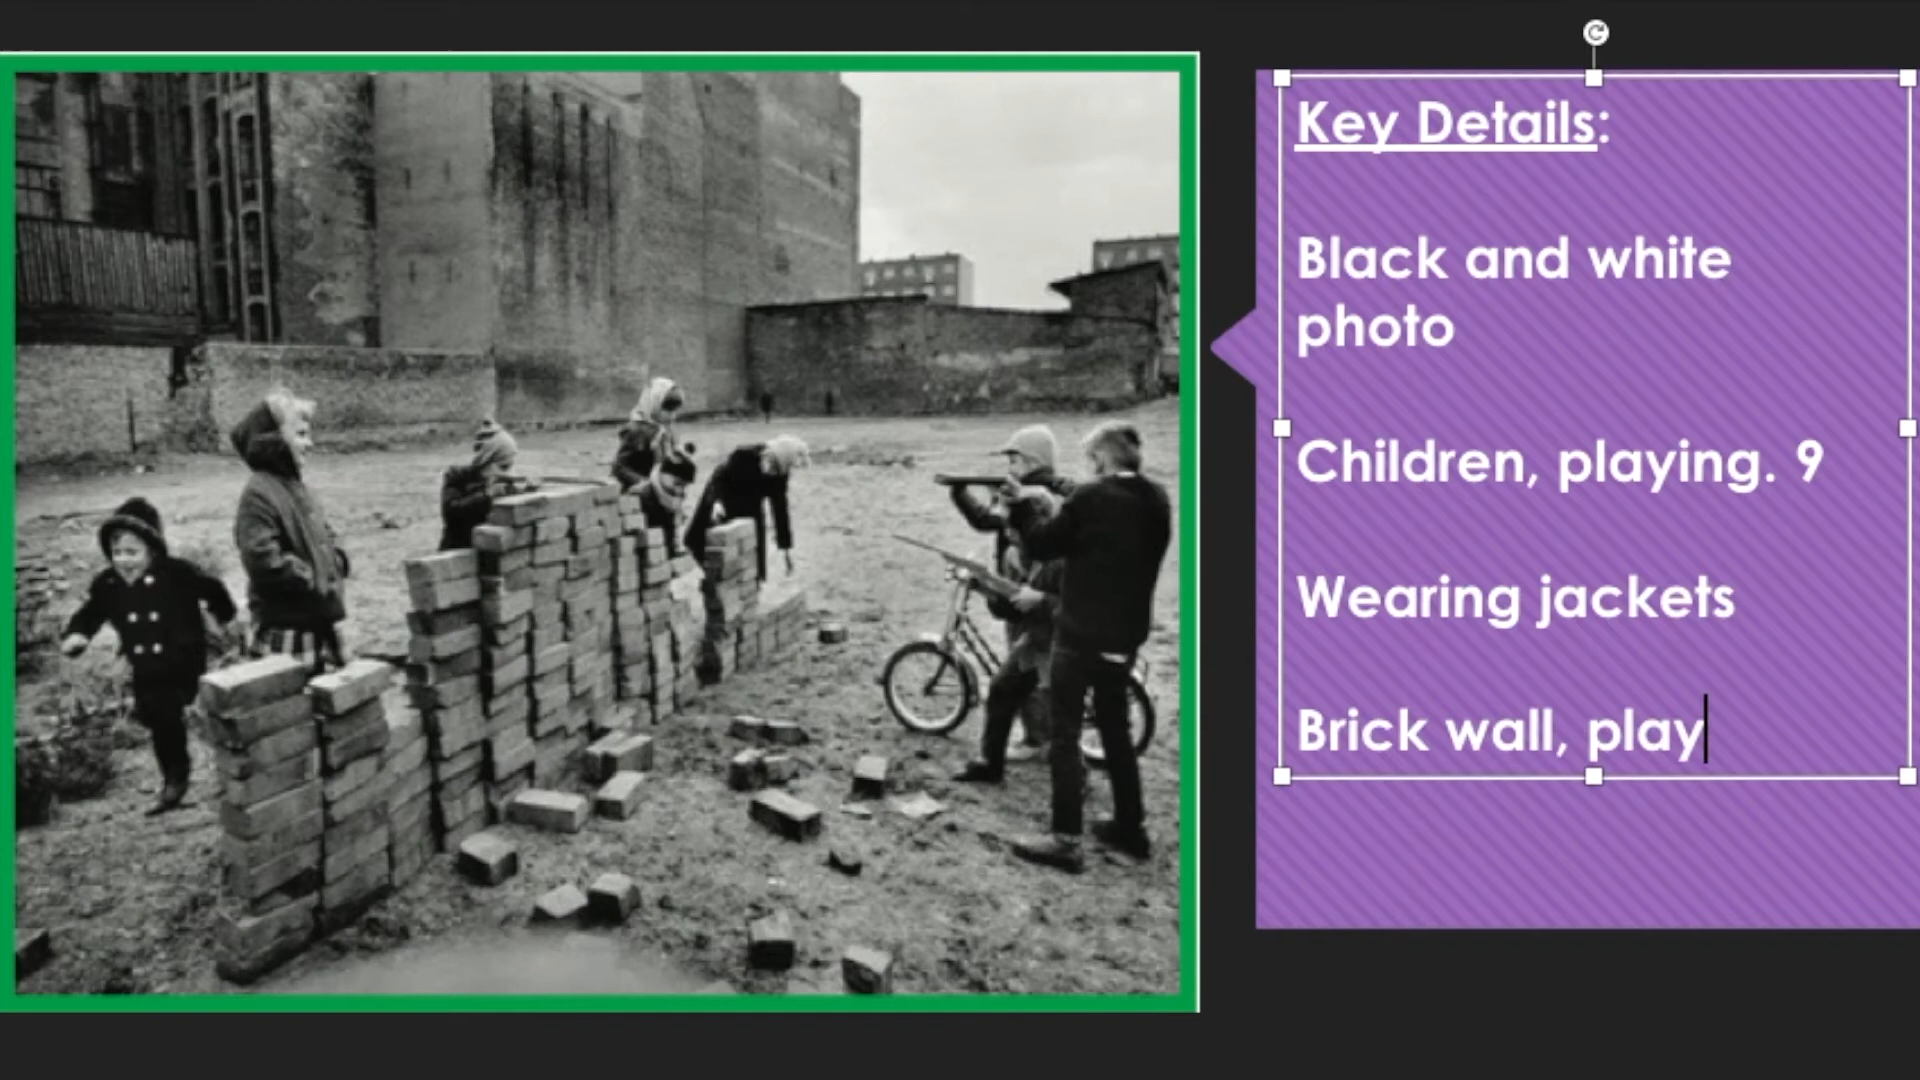 Key Details:
Black and white
photo
Children, playing. 9
Wearing jackets
Brick wall, play